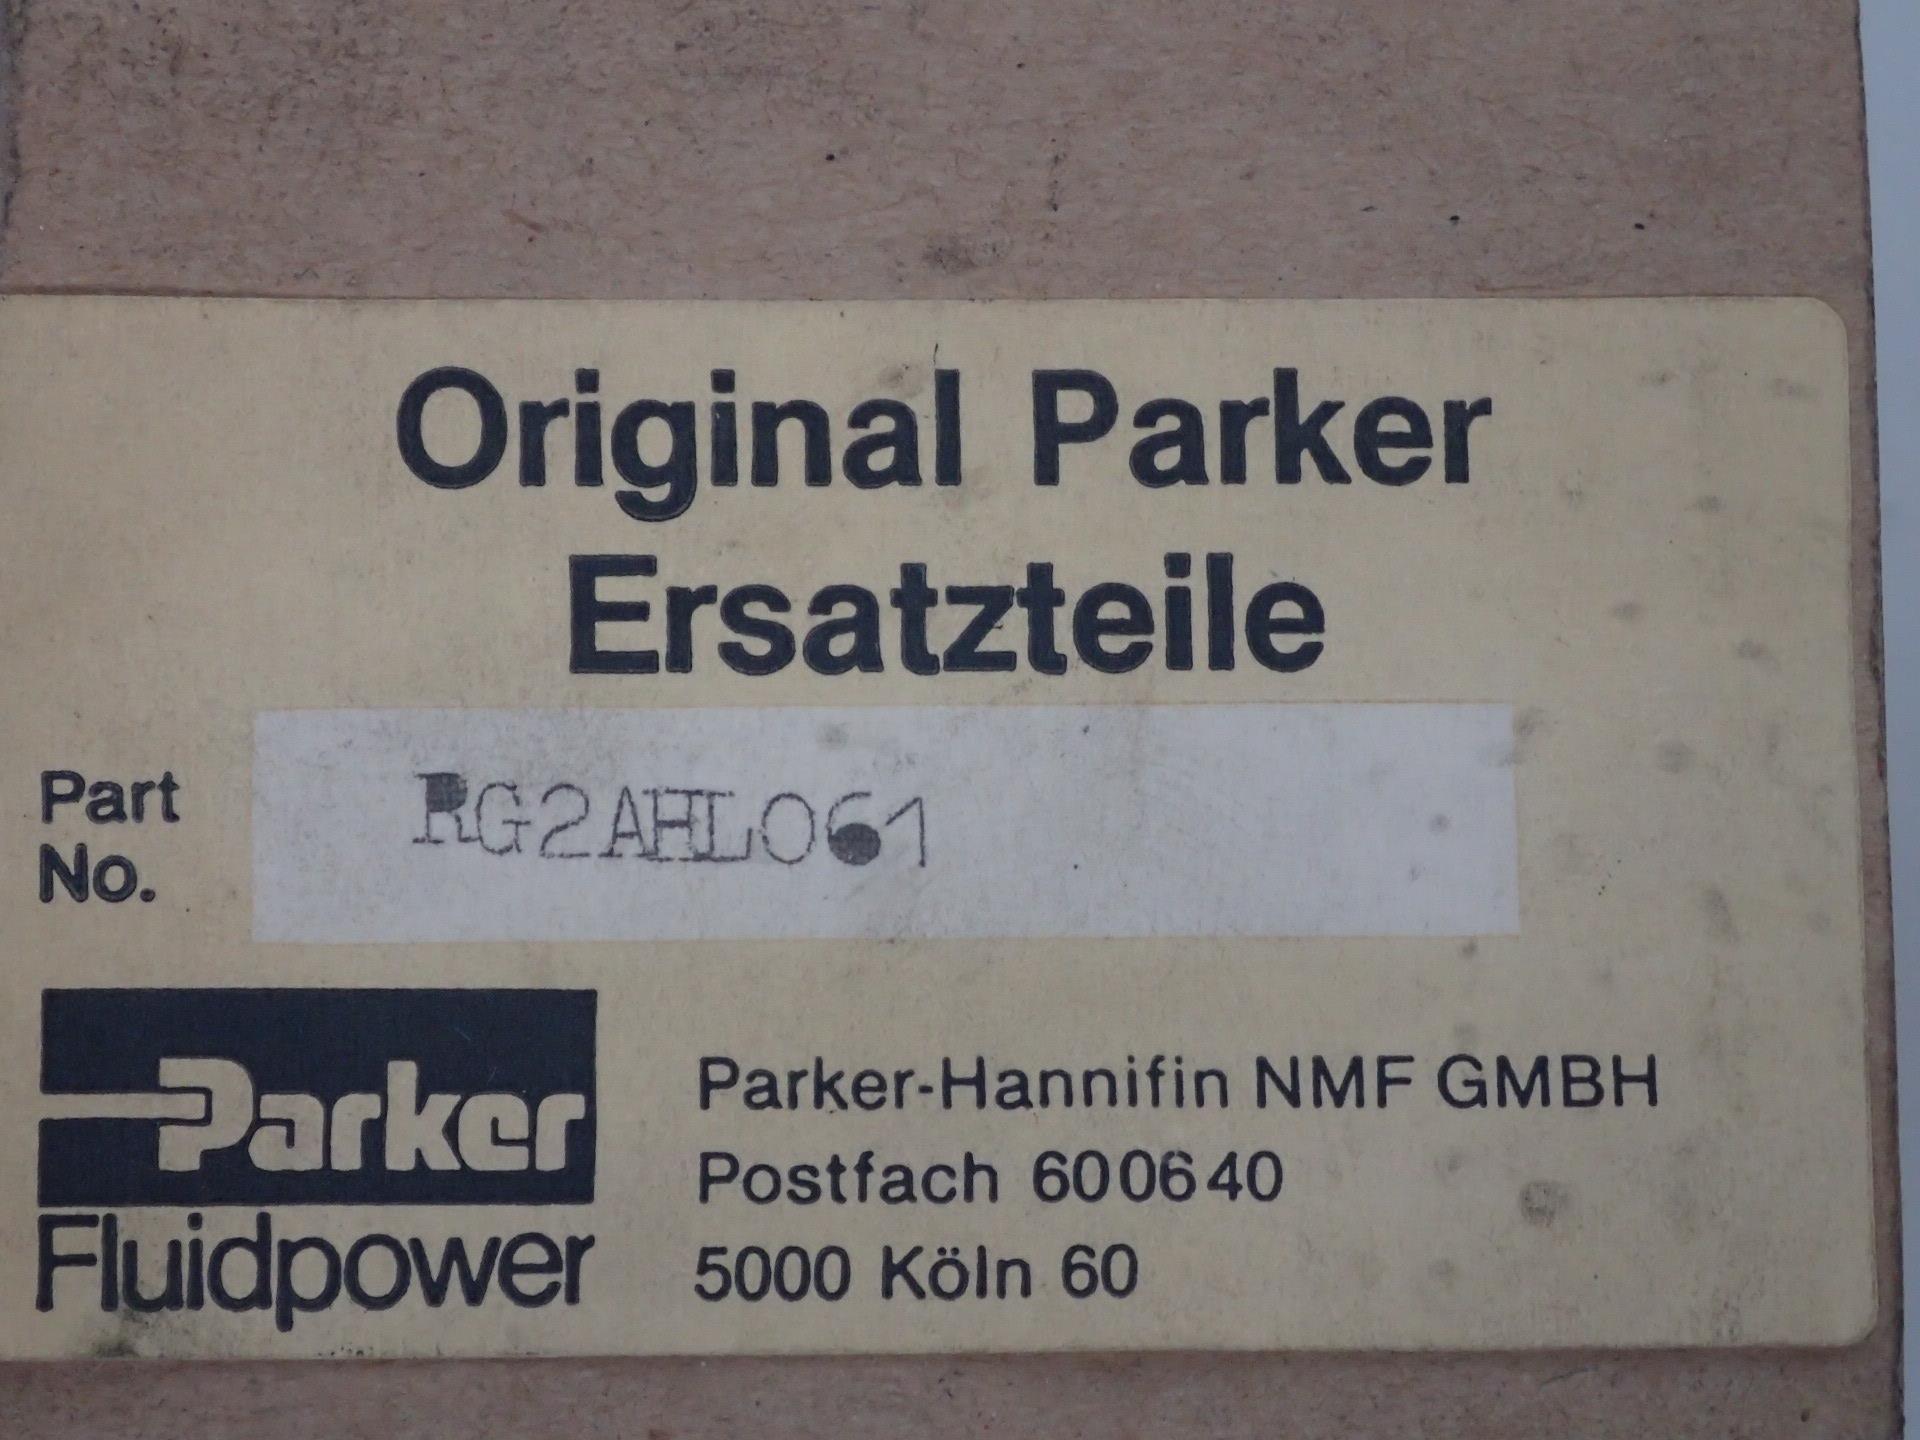 Original Parker
Ersatzteile
Part
No.
RG2AHL061
Parker
Fluidpower
Parker-Hannifin NMF GMBH
Postfach 600640
5000 Köln 60